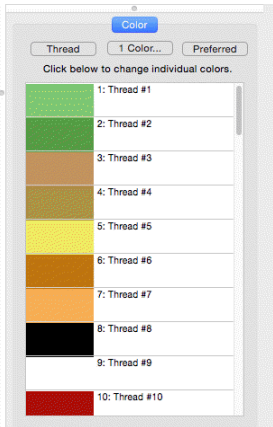 Color
Thread 1 Color... Preferred
Click below to change individual colors.
1: Thread #1
2: Thread #2
3: Thread #3
4: Thread #4
5: Thread #5
6: Thread #6
7: Thread #7
8: Thread #8
9: Thread #9
10: Thread #10